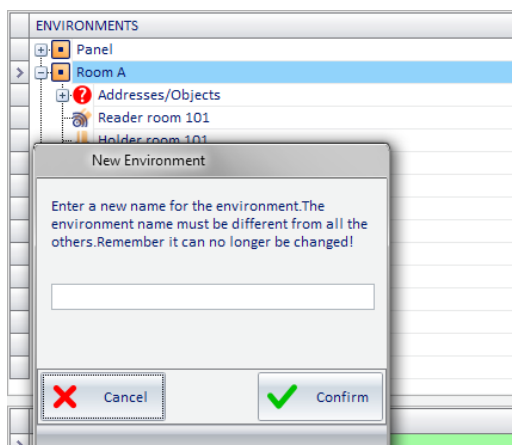 ENVIRONMENTS
Panel
Room A
Addresses/Objects
Reader room 101
Holder room 101
New Environment
Enter a new name for the environment.The
environment name must be different from all the
others.Remember it can no longer be changed!
Cancel
Confirm